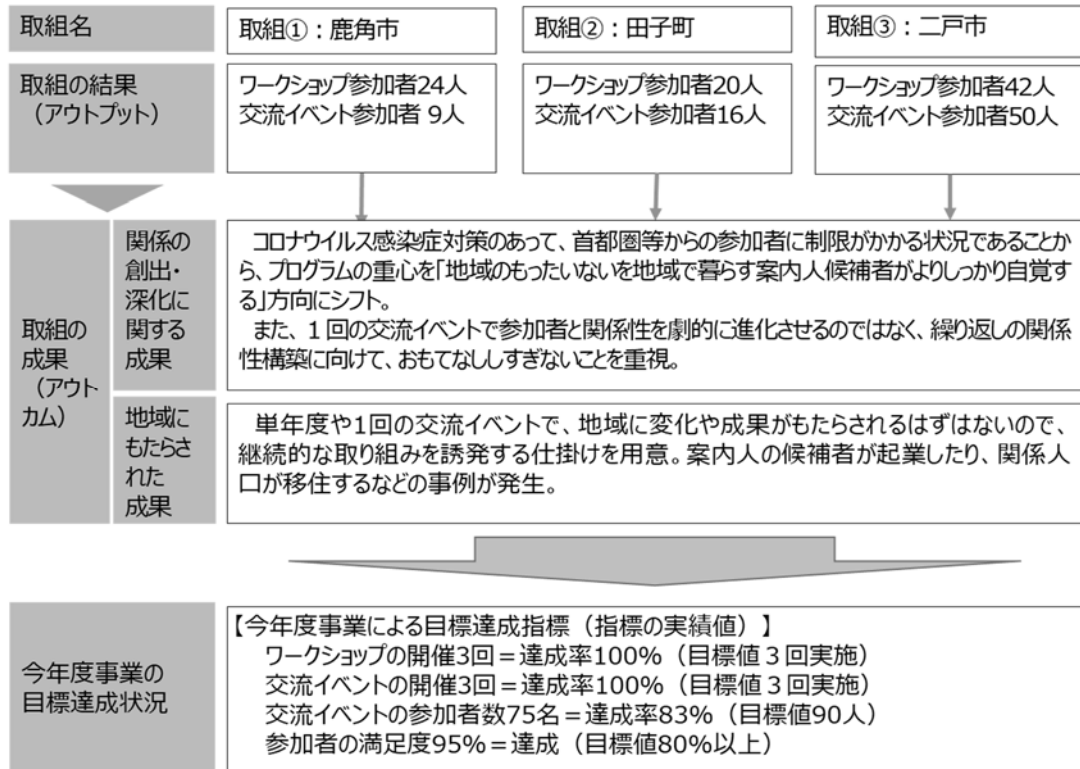 取組名
取組①：鹿角市
取組②：田子町
取組③：二戸市
取組の結果
（アウトプット）
ワークショップ参加者24人
交流イベント参加者 9人
ワークショップ参加者20人
交流イベント参加者16人
ワークショップ参加者42人
交流イベント参加者50人
取組の
成果
（アウト
カム）
関係の
創出・
深化に
関する
成果
コロナウイルス感染症対策のあって、首都圏等からの参加者に制限がかかる状況であることか
ら、プログラムの重心を「地域のもったいないを地域で暮らす案内人候補者がよりしっかり自覚す
る」方向にシフト。
また、１回の交流イベントで参加者と関係性を劇的に進化させるのではなく、繰り返しの関係
性構築に向けて、おもてなししすぎないことを重視。
地域に
もたらさ
れた
成果
単年度や1回の交流イベントで、地域に変化や成果がもたらされるはずはないので、
継続的な取り組みを誘発する仕掛けを用意。案内人の候補者が起業したり、関係人
口が移住するなどの事例が発生。
今年度事業の
目標達成状況
【今年度事業による目標達成指標（指標の実績値）】
ワークショップの開催3回＝達成率100%（目標値３回実施）
交流イベントの開催3回＝達成率100%（目標値３回実施）
交流イベントの参加者数75名＝達成率83%（目標値90人）
参加者の満足度95%＝達成（目標値80%以上）